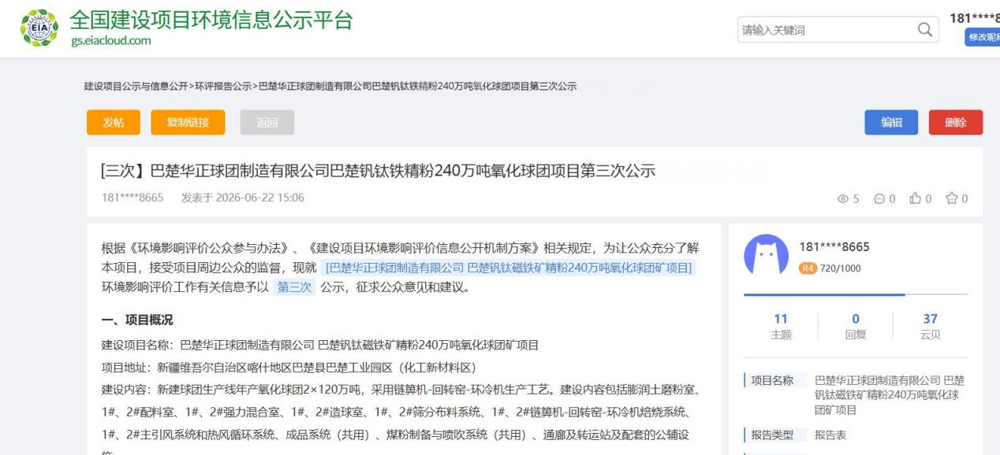 EIA
全国建设项目环境信息公示平台
gs.eiacloud.com
请输入关键词
181****8
修改昵
建设项目公示与信息公开>环评报告公示>巴楚华正球团制造有限公司巴楚钒钛铁精粉240万吨氧化球团项目第三次公示
发帖
复制链接
返回
编辑
删除
[三次】巴楚华正球团制造有限公司巴楚钒钛铁精粉240万吨氧化球团项目第三次公示
181****8665 发表于 2026-06-22 15:06
5 0 0 0
根据《环境影响评价公众参与办法》、《建设项目环境影响评价信息公开机制方案》相关规定，为让公众充分了解
本项目，接受项目周边公众的监督，现就 [巴楚华正球团制造有限公司 巴楚钒钛磁铁矿精粉240万吨氧化球团矿项目]
环境影响评价工作有关信息予以 第三次 公示，征求公众意见和建议。
一、项目概况
建设项目名称：巴楚华正球团制造有限公司 巴楚钒钛磁铁矿精粉240万吨氧化球团矿项目
项目地址：新疆维吾尔自治区喀什地区巴楚县巴楚工业园区（化工新材料区）
建设内容：新建球团生产线年产氧化球团2×120万吨，采用链箅机-回转窑-环冷机生产工艺。建设内容包括膨润土磨粉室、
1#、2#配料室、1#、2#强力混合室、1#、2#造球室、1#、2#筛分布料系统、1#、2#链箅机-回转窑-环冷机焙烧系统、
1#、2#主引风系统和热风循环系统、成品系统（共用）、煤粉制备与喷吹系统（共用）、通廊及转运站及配套的公辅设
181****8665
R4 720/1000
11 0 37
主题 回复 云贝
项目名称 巴楚华正球团制造有限公司 巴楚
钒钛磁铁矿精粉240万吨氧化球
团矿项目
报告类型 报告表